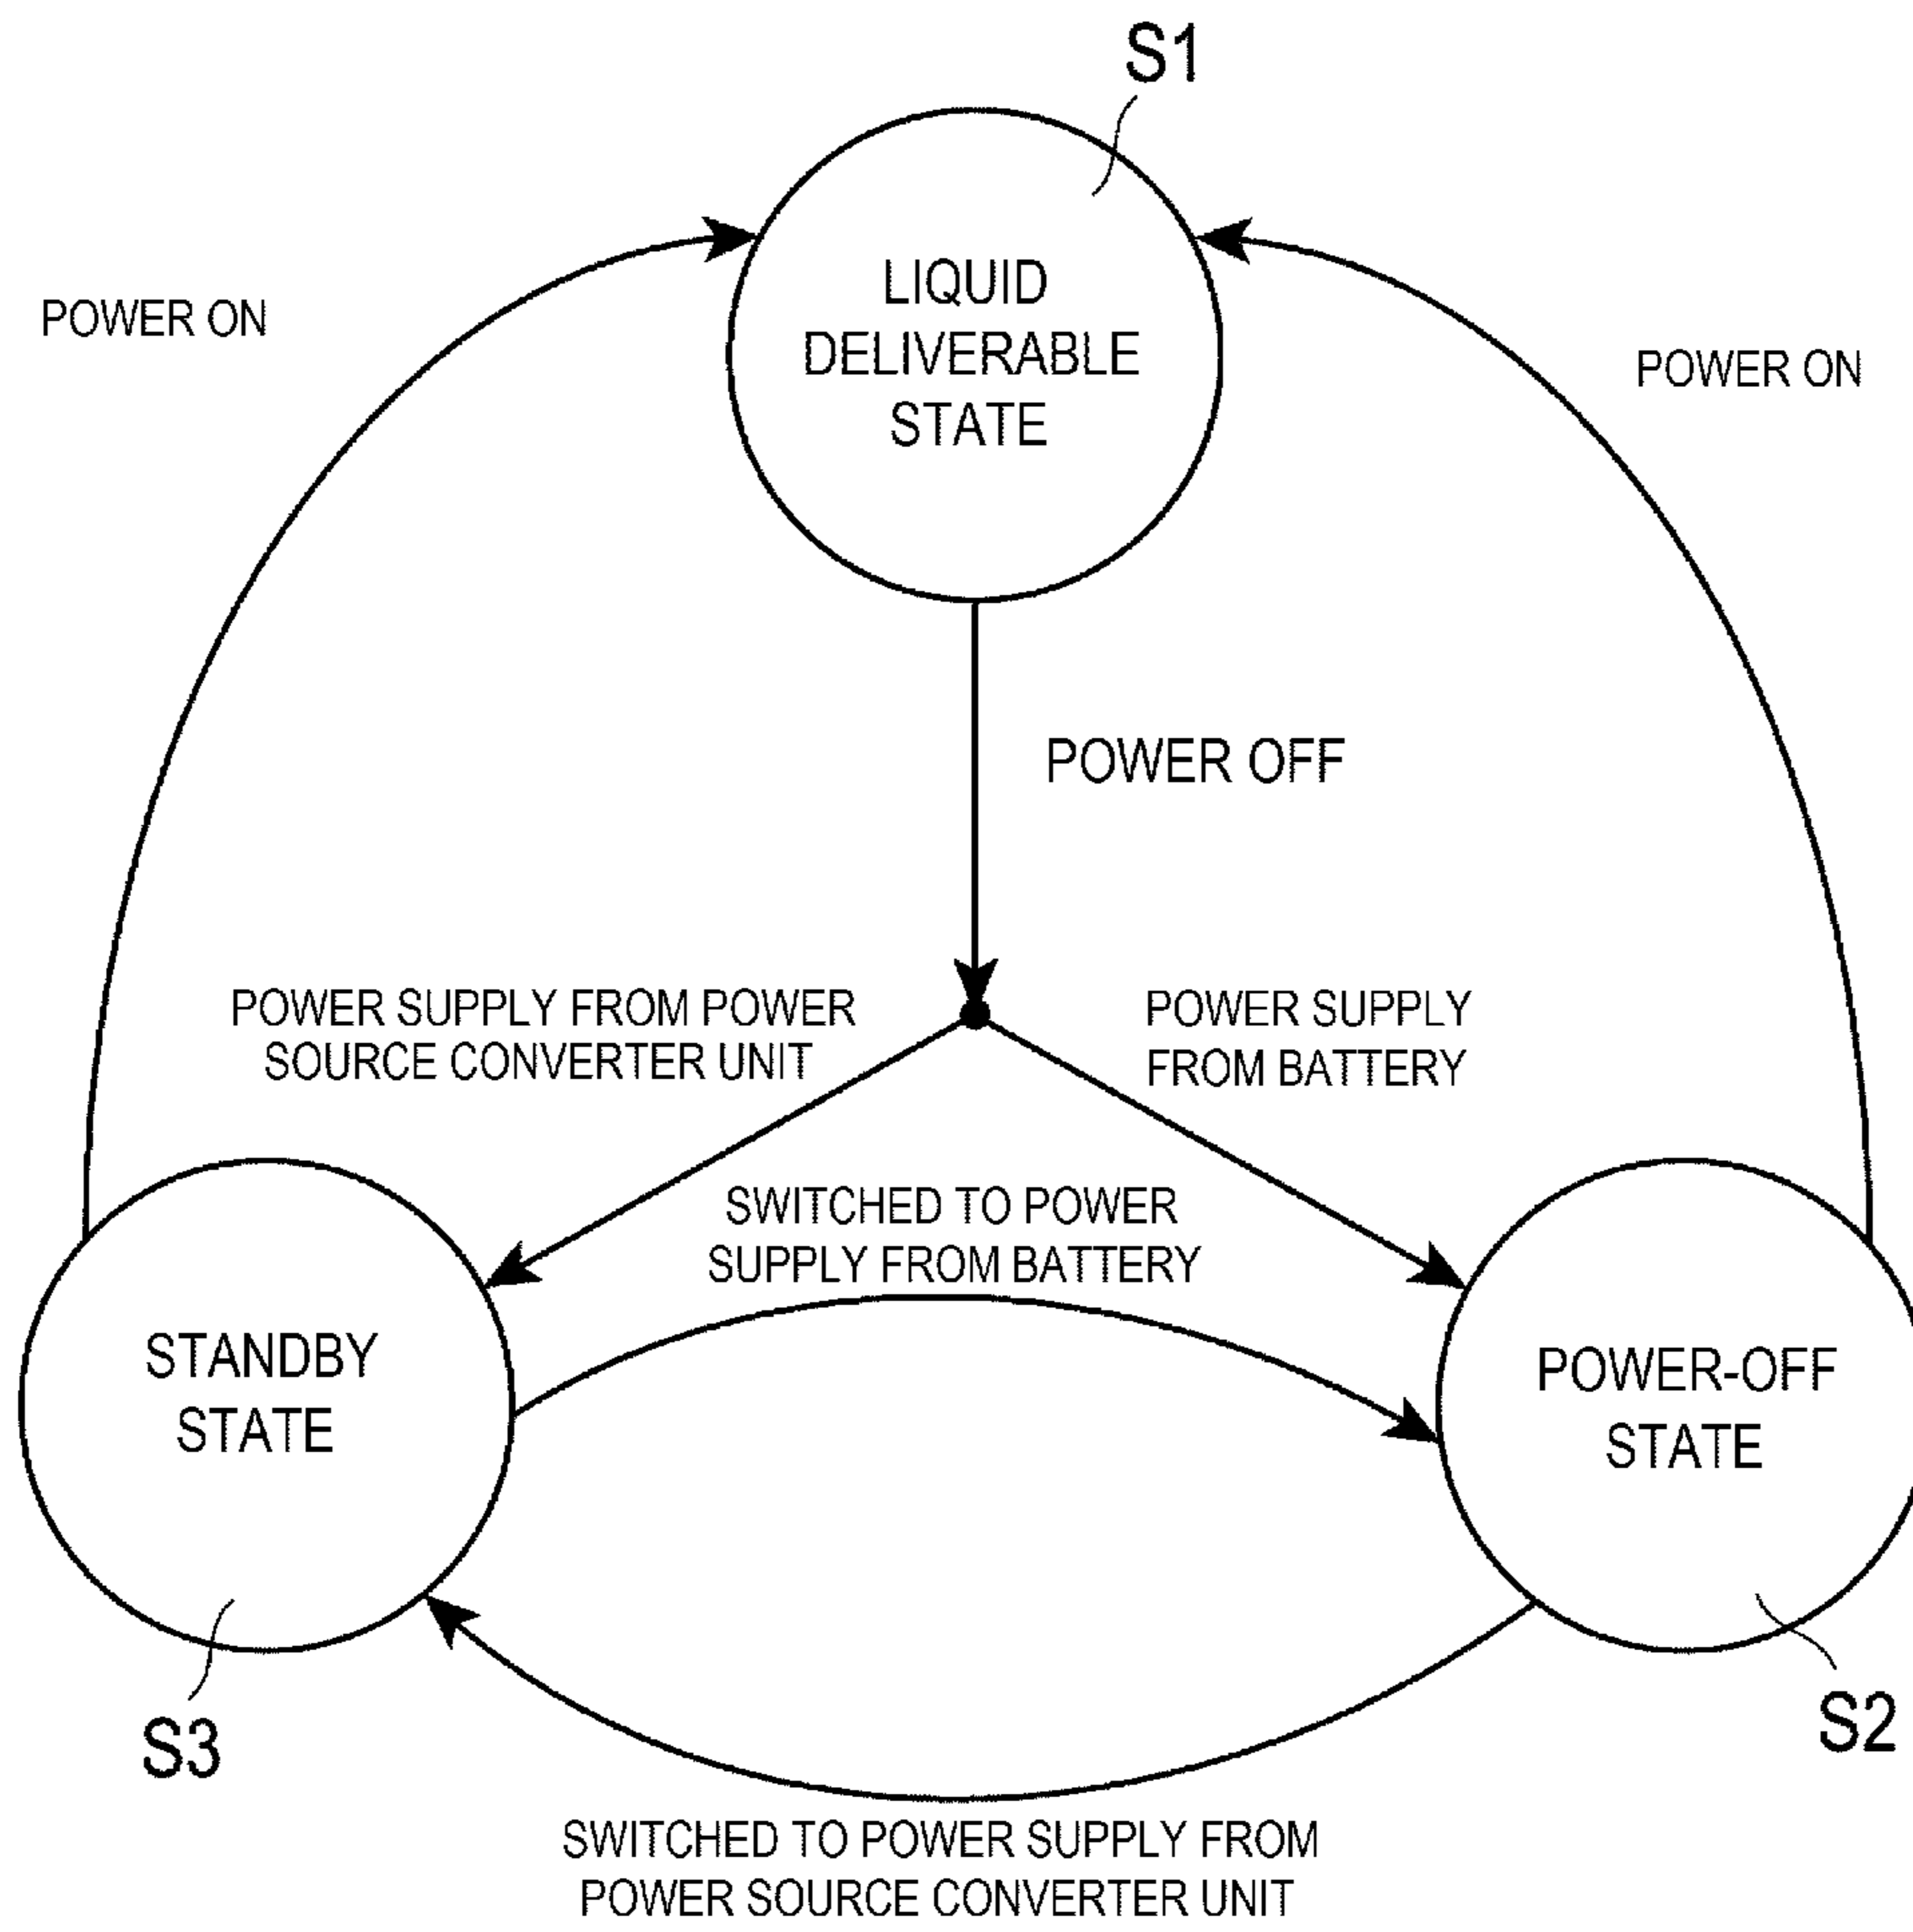 S1
LIQUID
DELIVERABLE
STATE
POWER ON
POWER ON
POWER OFF
POWER SUPPLY FROM POWER
SOURCE CONVERTER UNIT
POWER SUPPLY
FROM BATTERY
SWITCHED TO POWER
SUPPLY FROM BATTERY
STANDBY
STATE
POWER-OFF
STATE
S3
S2
SWITCHED TO POWER SUPPLY FROM
POWER SOURCE CONVERTER UNIT